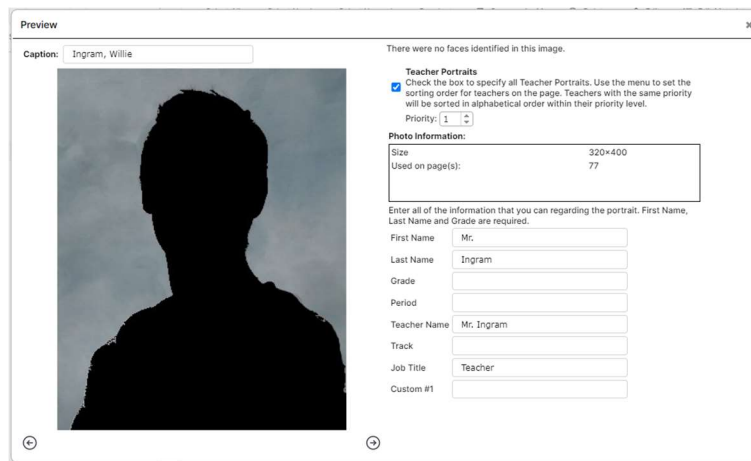 Preview
Caption:
Ingram, Willie
There were no faces identified in this image.
Teacher Portraits
Check the box to specify all Teacher Portraits. Use the menu to set the
sorting order for teachers on the page. Teachers with the same priority
will be sorted in alphabetical order within their priority level.
Priority: 1
Photo Information:
Size 320×400
Used on page(s): 77
Enter all of the information that you can regarding the portrait. First Name,
Last Name and Grade are required.
First Name Mr.
Last Name Ingram
Grade
Period
Teacher Name Mr. Ingram
Track
Job Title Teacher
Custom #1